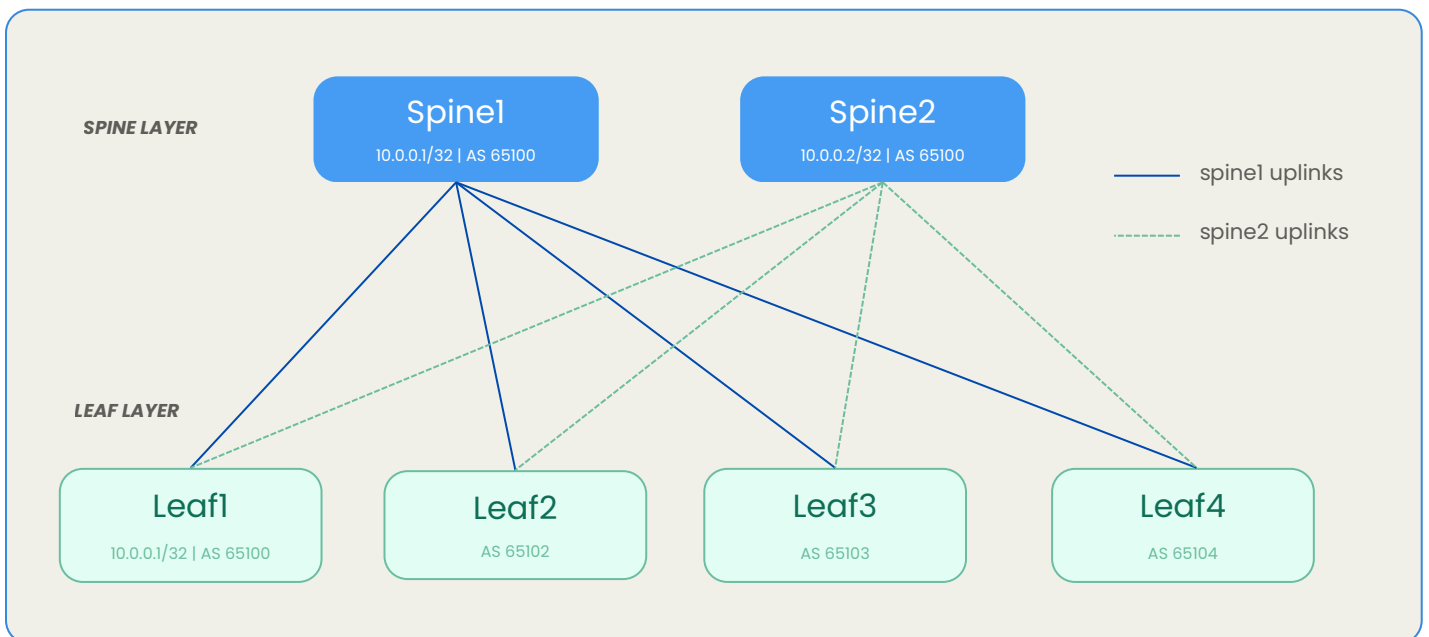 SPINE LAYER
Spine1
10.0.0.1/32 | AS 65100
Spine2
10.0.0.2/32 | AS 65100
spine1 uplinks
spine2 uplinks
LEAF LAYER
Leaf1
10.0.0.1/32 | AS 65100
Leaf2
AS 65102
Leaf3
AS 65103
Leaf4
AS 65104